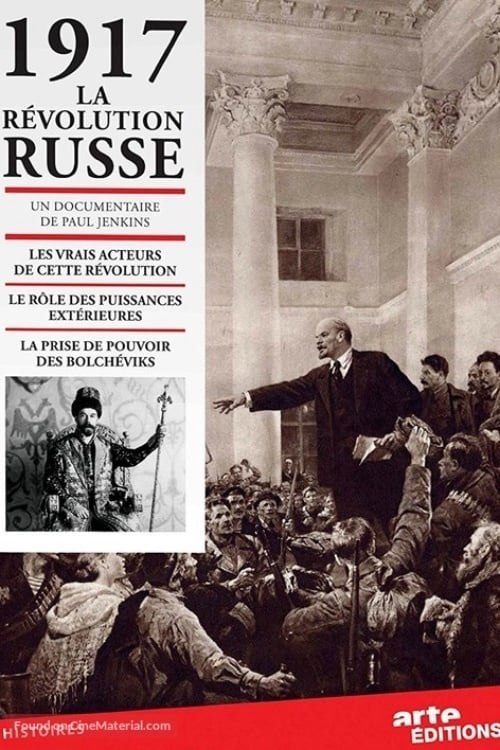 1917
LA
RÉVOLUTION
RUSSE
UN DOCUMENTAIRE
DE PAUL JENKINS
LES VRAIS ACTEURS
DE CETTE RÉVOLUTION
LE RÔLE DES PUISSANCES
EXTÉRIEURES
LA PRISE DE POUVOIR
DES BOLCHÉVIKS
HISTOIRES
Found on CineMaterial.com
arte
ÉDITIONS